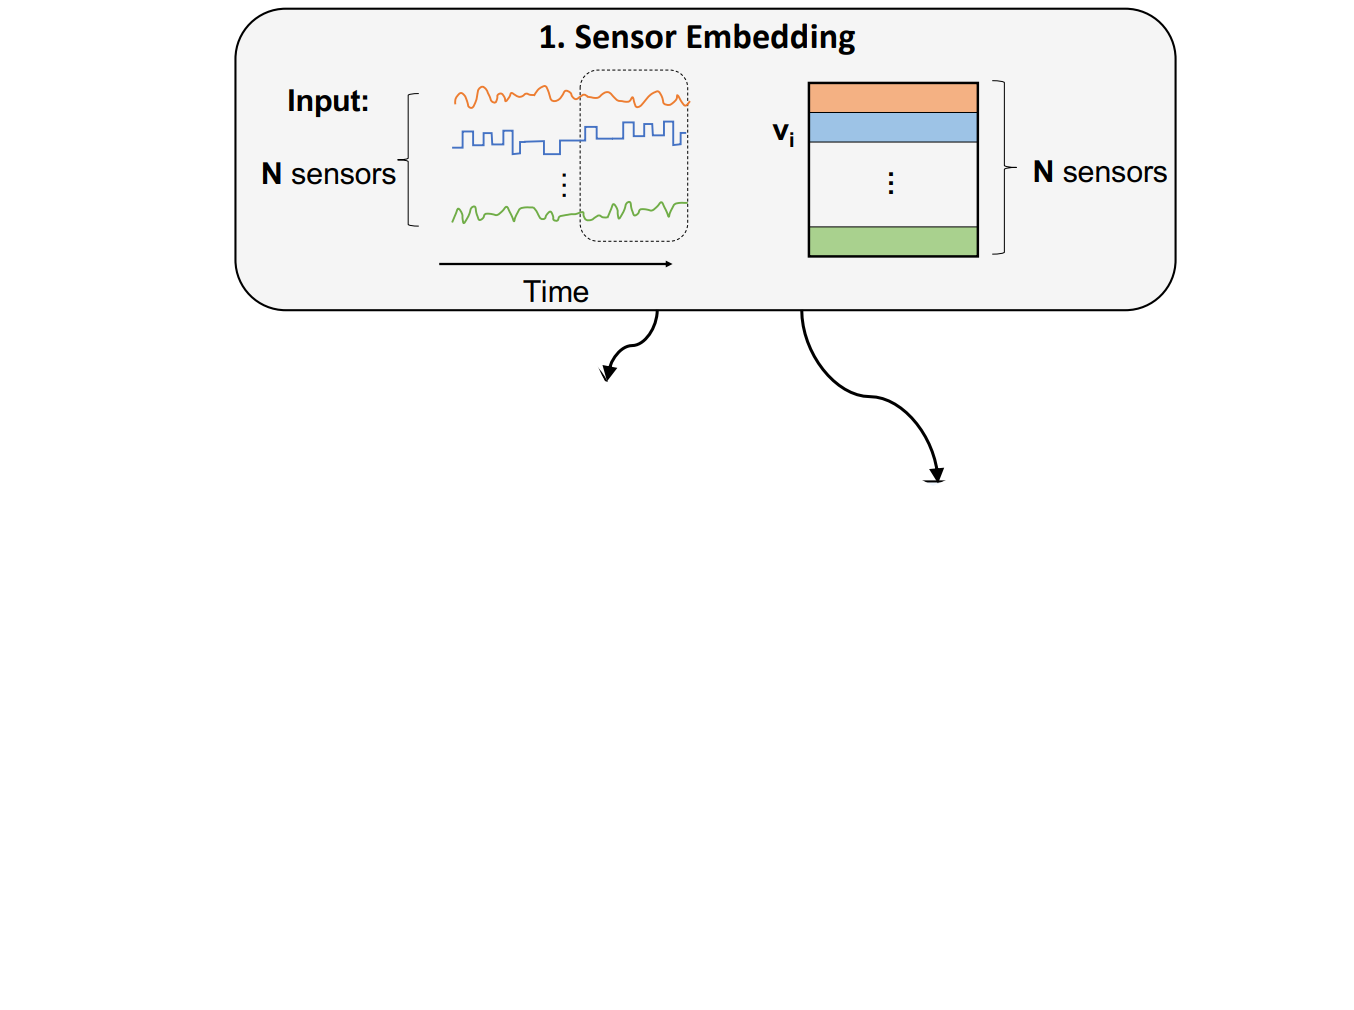 1. Sensor Embedding
Input:
N sensors
⋮
Time
vi
⋮
N sensors